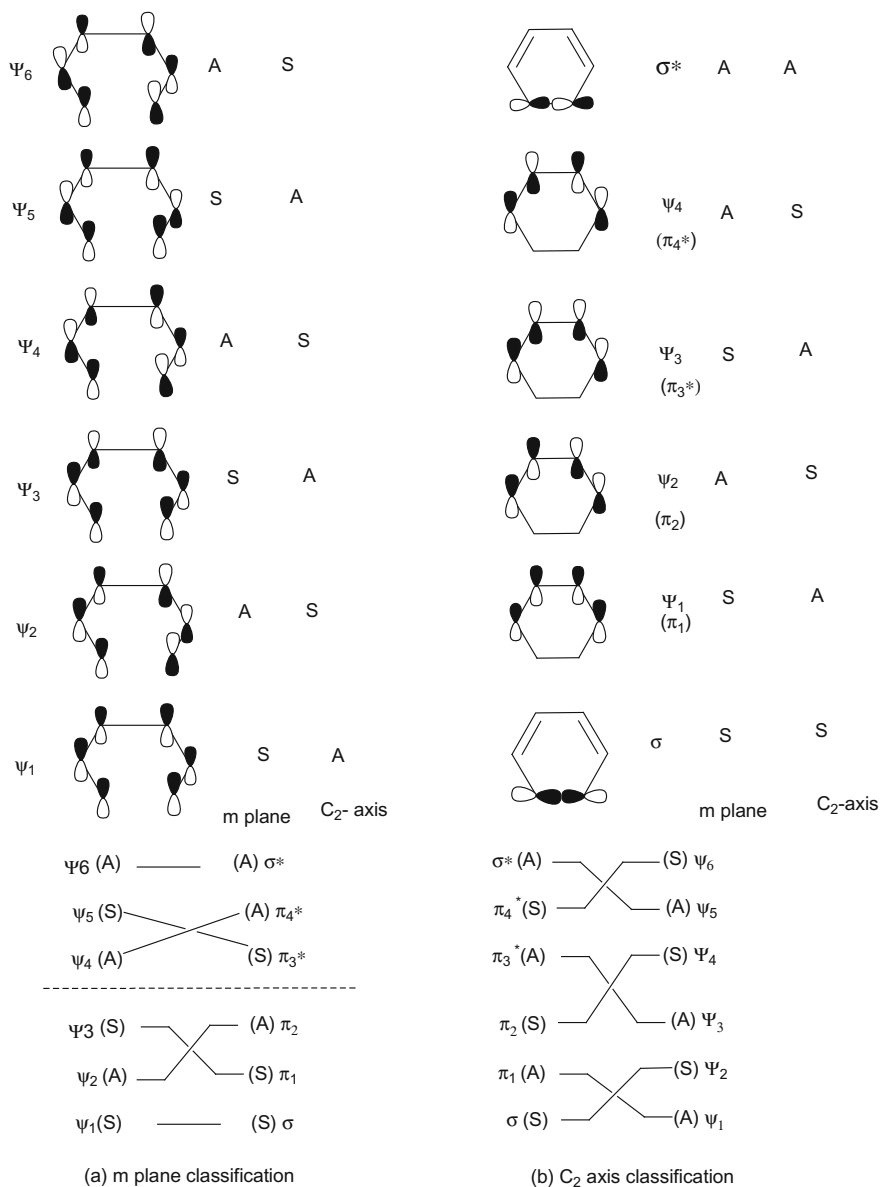 Ψ6 A S
Ψ5 S A
Ψ4 A S
Ψ3 S A
ψ2 A S
ψ1 S A
m plane C2- axis
σ* A A
ψ4 A S
(π4*)
Ψ3 S A
(π3*)
ψ2 A S
(π2)
Ψ1 S A
(π1)
σ S S
m plane C2-axis
Ψ6 (A) (A) σ*
ψ5 (S) (A) π4*
ψ4 (A) (S) π3*
Ψ3 (S) (A) π2
ψ2 (A) (S) π1
ψ1(S) (S) σ
(a) m plane classification
σ* (A) (S) ψ6
π4 *(S) (A) ψ5
π3 *(A) (S) Ψ4
π2 (S) (A) Ψ3
π1 (A) (S) Ψ2
σ (S) (A) ψ1
(b) C2 axis classification